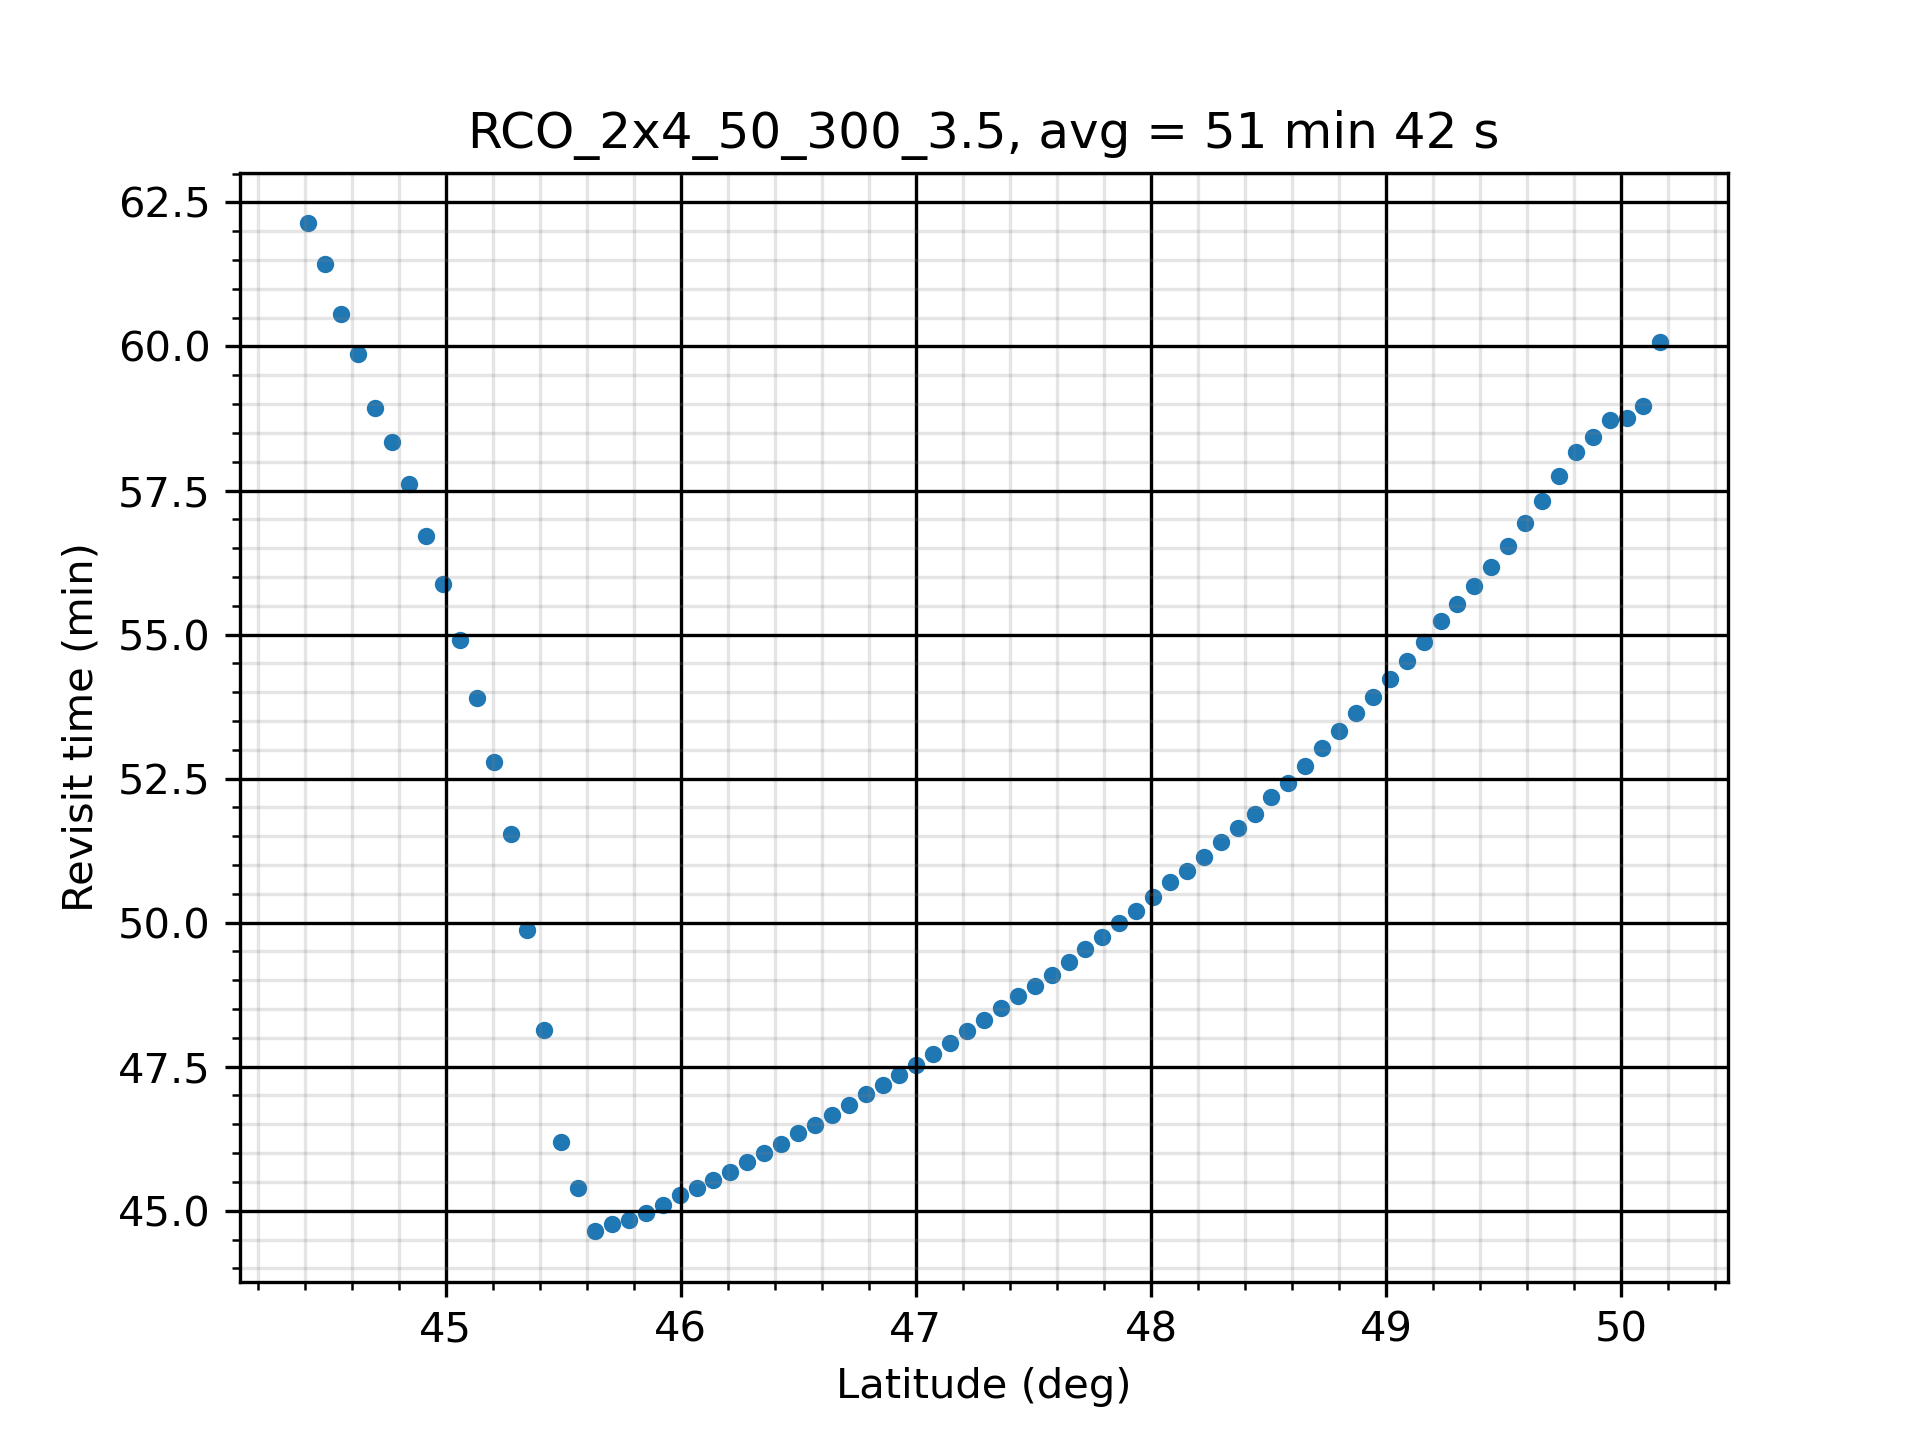 RCO_2x4_50_300_3.5, avg = 51 min 42 s
62.5
60.0
57.5
55.0
52.5
50.0
47.5
45.0
Revisit time (min)
45 46 47 48 49 50
Latitude (deg)